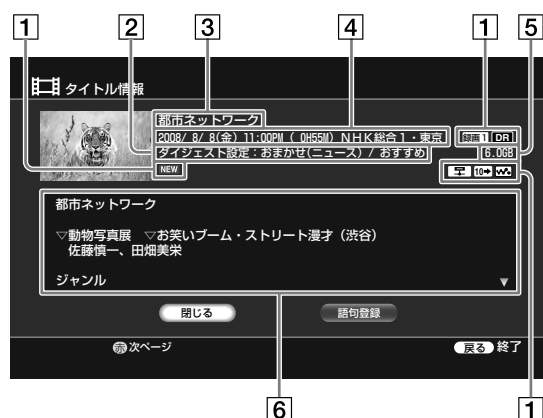 1 2 3 4 1 5
タイトル情報
都市ネットワーク
2008/ 8/ 8(金) 11:00PM ( 0H55M) NHK総合1・東京 録画1 DR
ダイジェスト設定：おまかせ(ニュース) / おすすめ 6.0GB
NEW 10➔
都市ネットワーク
▽動物写真展 ▽お笑いブーム・ストリート漫才（渋谷）
佐藤慎一、田畑美栄
ジャンル ▼
閉じる 語句登録
赤 次ページ 戻る 終了
6 1